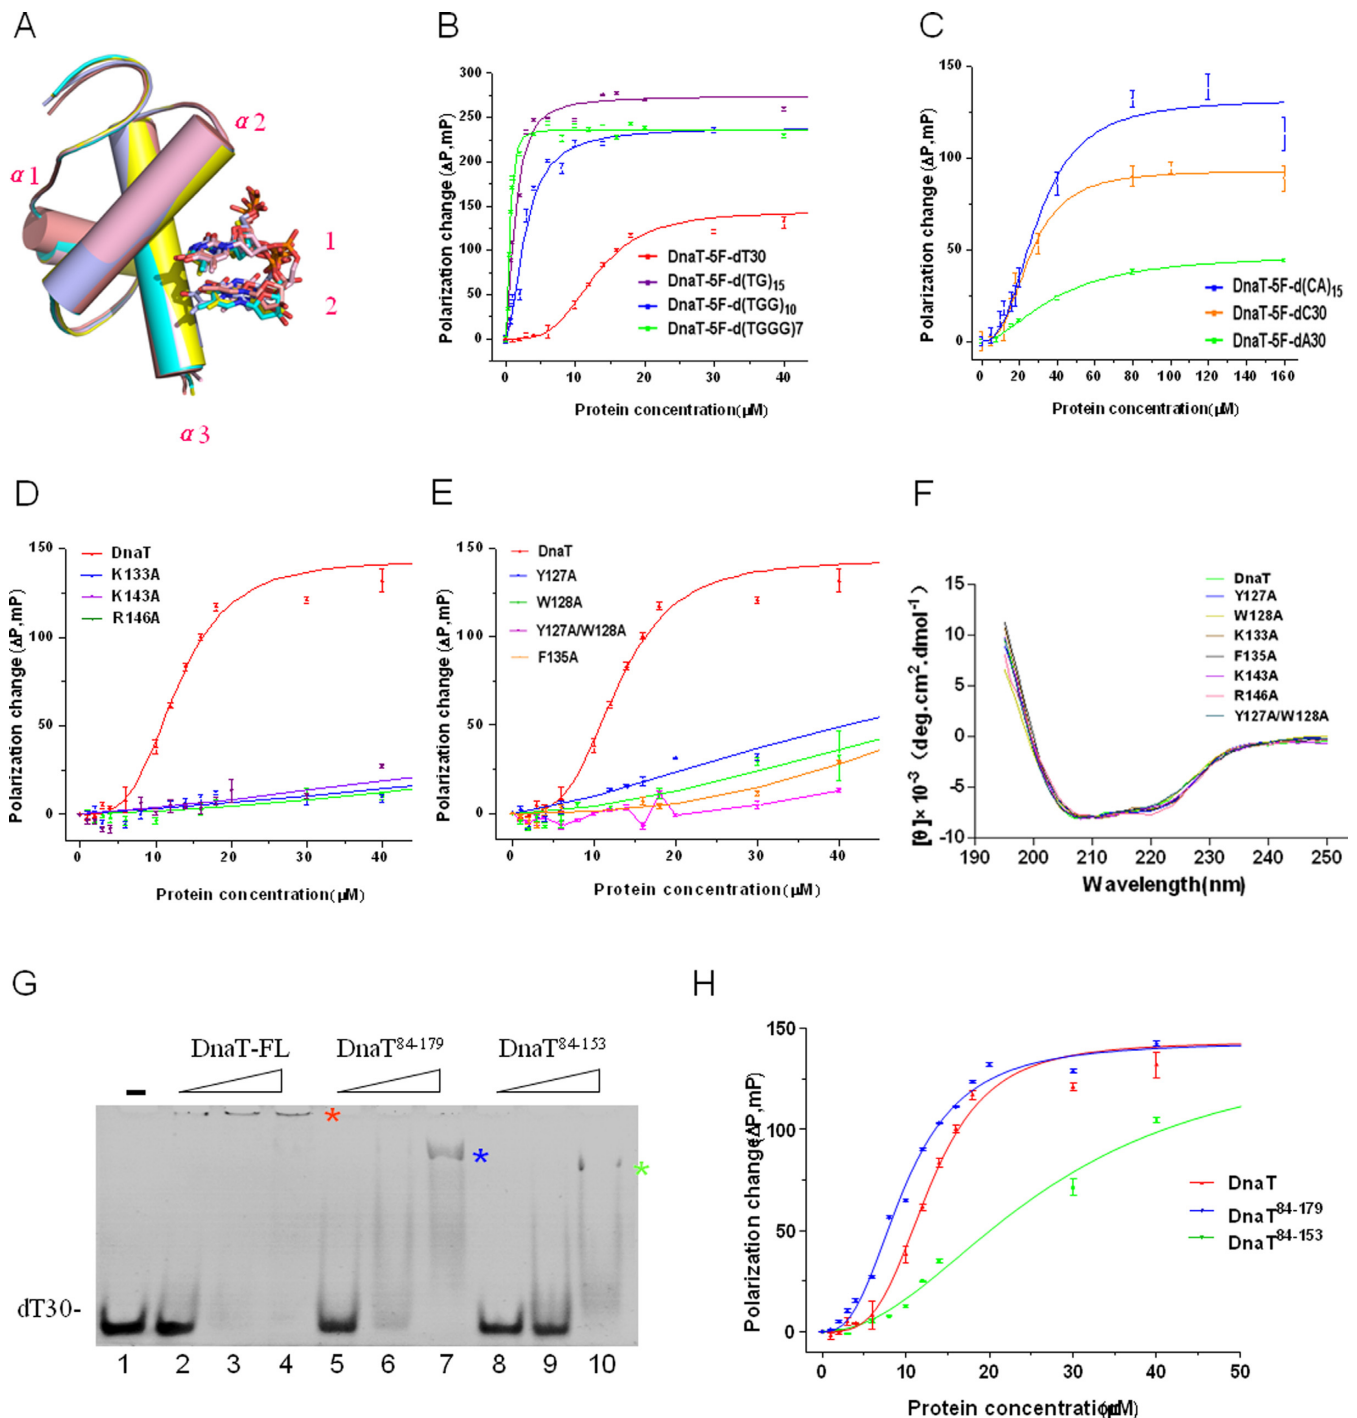 A
α2
α1
1
2
α3
B
Polarization change (ΔP,mP)
300
250
200
150
100
50
0
DnaT-5F-dT30
DnaT-5F-d(TG)15
DnaT-5F-d(TGG)10
DnaT-5F-d(TGGG)7
0 10 20 30 40
Protein concentration(μM)
C
Polarization change (ΔP,mP)
150
100
50
0
DnaT-5F-d(CA)15
DnaT-5F-dC30
DnaT-5F-dA30
0 20 40 60 80 100 120 140 160
Protein concentration(μM)
D
Polarization change (ΔP,mP)
150
100
50
0
DnaT
K133A
K143A
R146A
0 10 20 30 40
Protein concentration(μM)
E
Polarization change (ΔP,mP)
150
100
50
0
DnaT
Y127A
W128A
Y127A/W128A
F135A
0 10 20 30 40
Protein concentration(μM)
F
[θ]× 10-3 (deg.cm2.dmol-1)
15
10
5
0
-5
-10
DnaT
Y127A
W128A
K133A
F135A
K143A
R146A
Y127A/W128A
190 200 210 220 230 240 250
Wavelength(nm)
G
DnaT-FL DnaT84-179 DnaT84-153
-
*
*
*
dT30-
1 2 3 4 5 6 7 8 9 10
H
Polarization change(ΔP,mP)
150
100
50
0
DnaT
DnaT84-179
DnaT84-153
0 10 20 30 40 50
Protein concentration(μM)